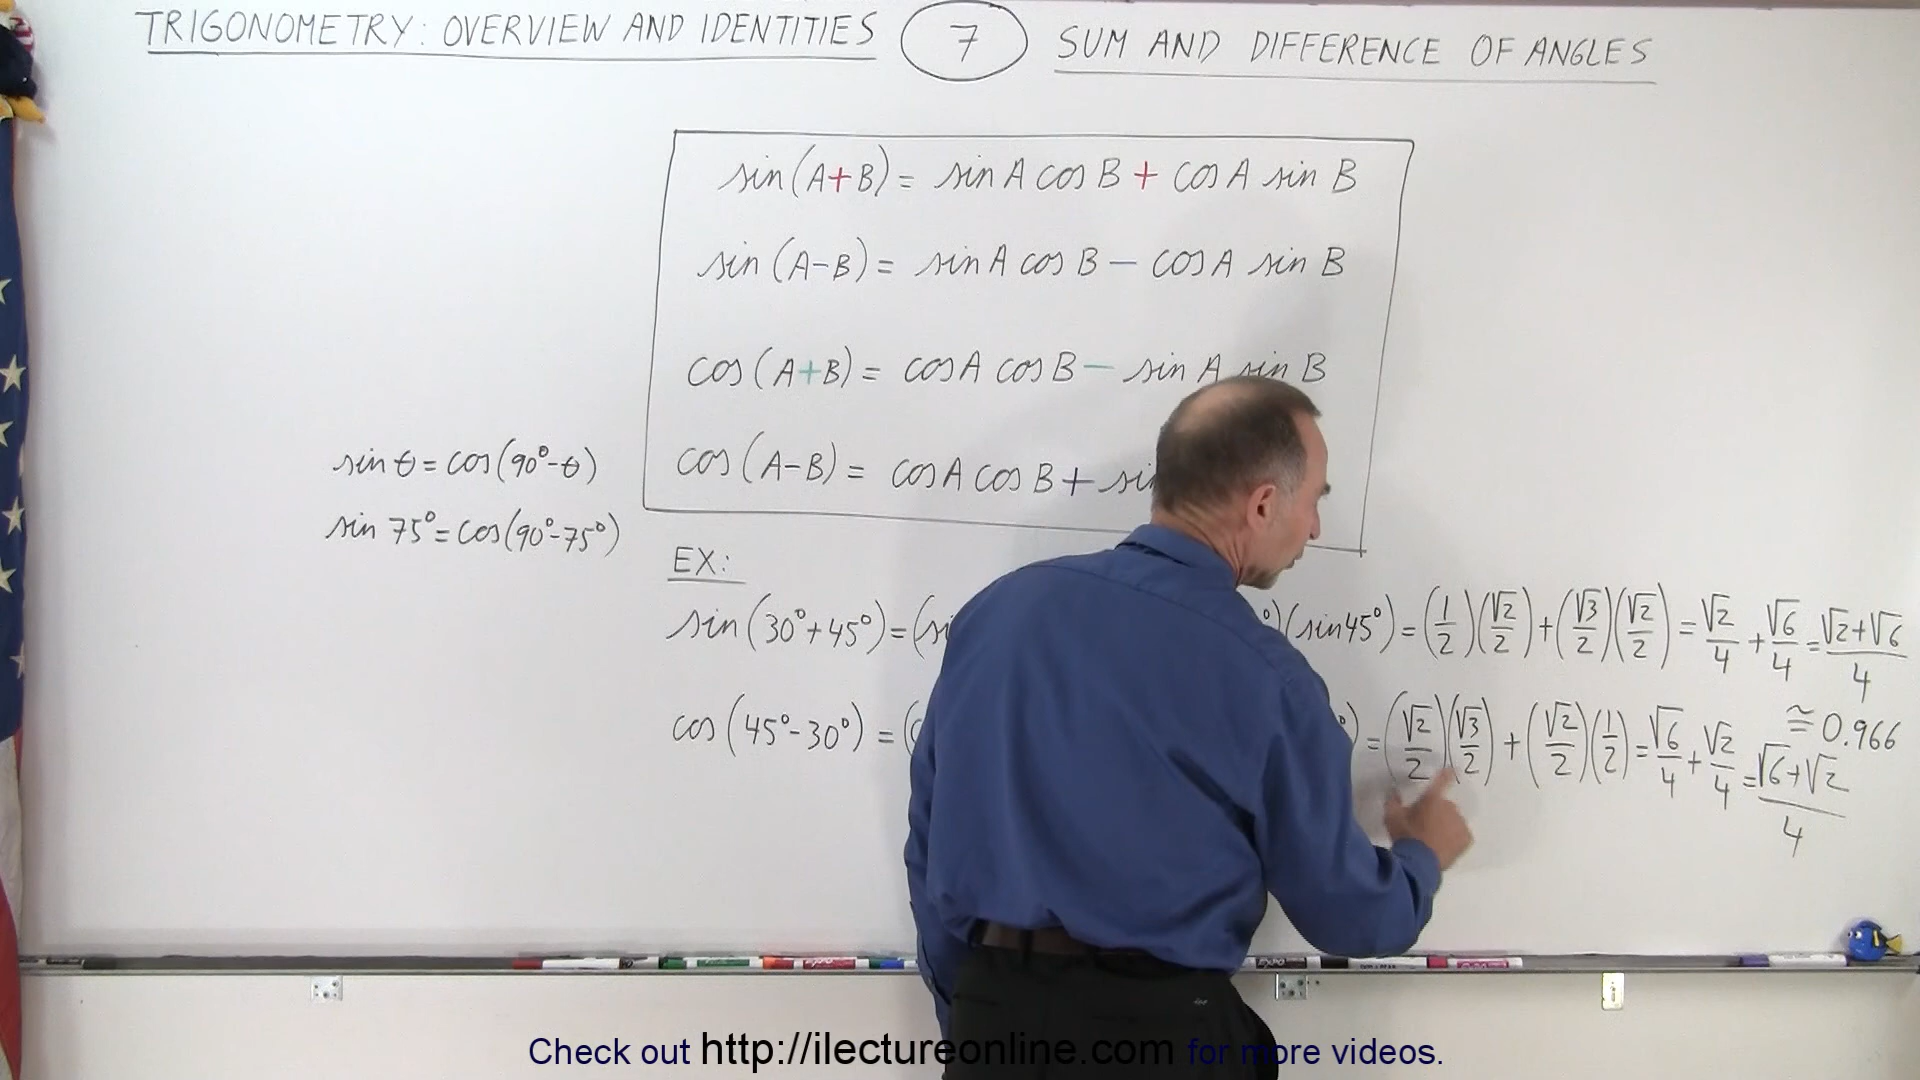 TRIGONOMETRY: OVERVIEW AND IDENTITIES 7 SUM AND DIFFERENCE OF ANGLES
sin(A+B) = sin A cos B + cos A sin B
sin(A-B) = sin A cos B - cos A sin B
cos(A+B) = cos A cos B - sin A sin B
cos(A-B) = cos A cos B + sin
sin θ = cos(90°-θ)
sin 75° = cos(90°-75°)
EX:
sin(30°+45°) = (si °)(sin 45°) = (1/2)(√2/2) + (√3/2)(√2/2) = √2/4 + √6/4 = (√2+√6)/4
≅ 0.966
cos(45°-30°) = ( °) = (√2/2)(√3/2) + (√2/2)(1/2) = √6/4 + √2/4 = (√6+√2)/4
Check out http://ilectureonline.com for more videos.